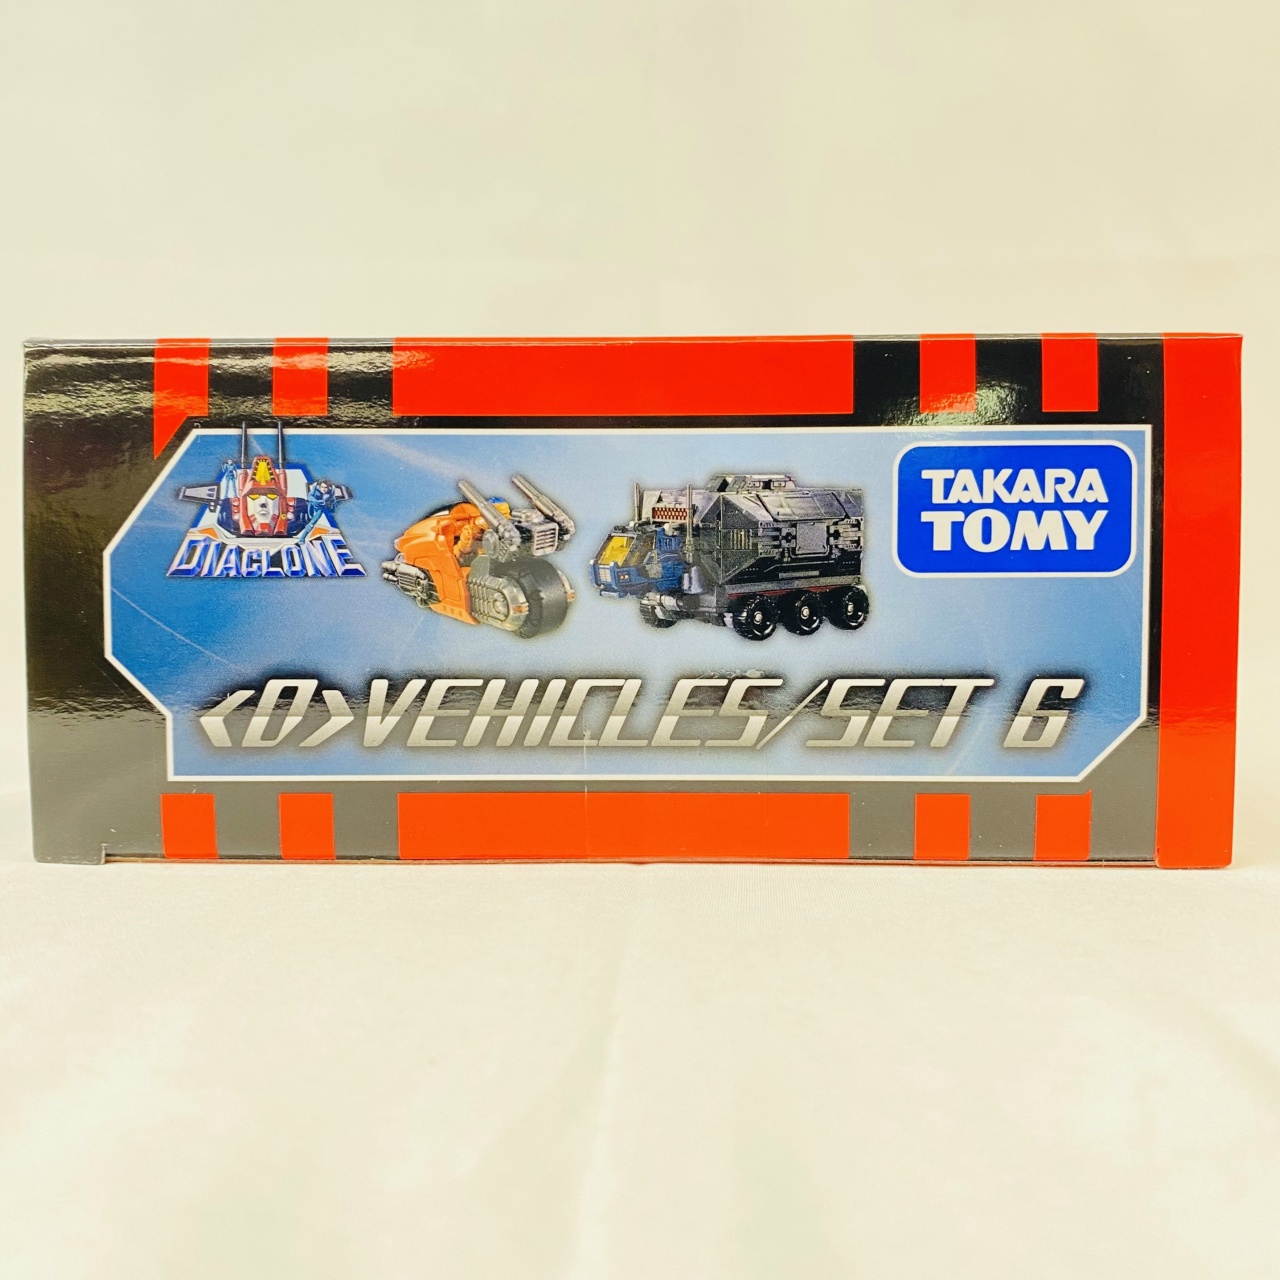 DIACLONE
TAKARA
TOMY
<D>VEHICLES/SET 6